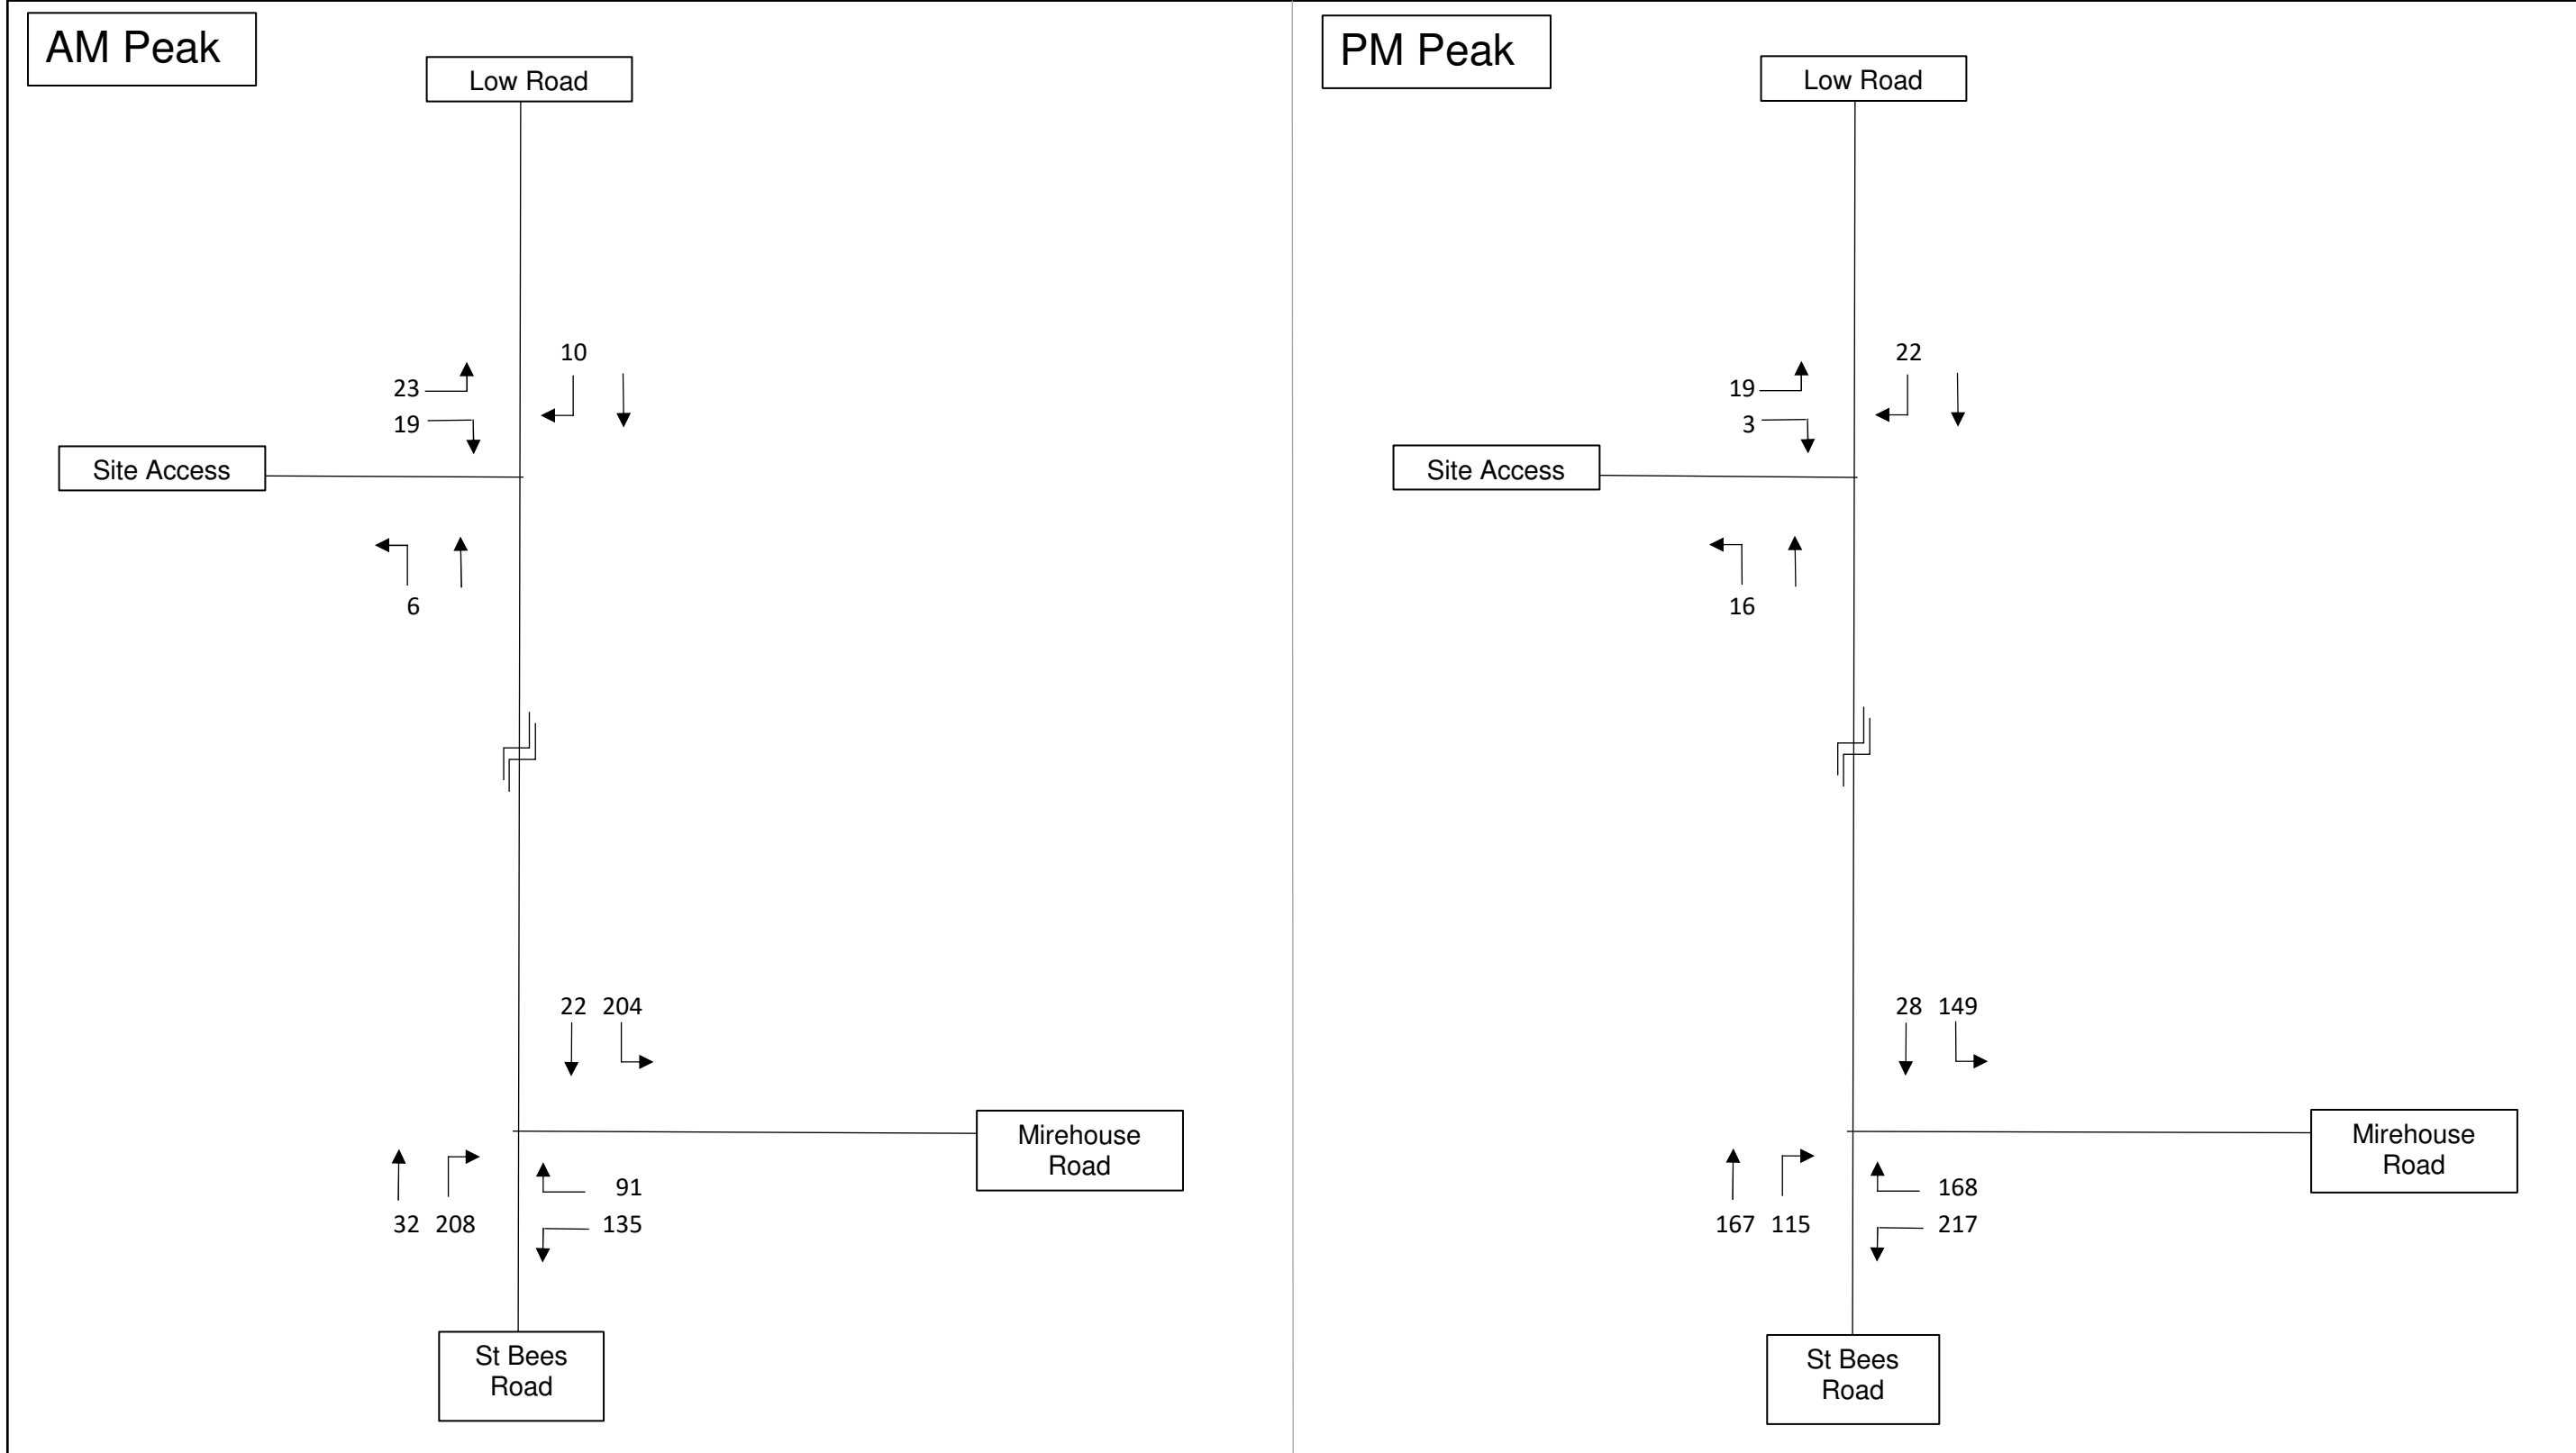 AM Peak
Low Road
10
23
19
Site Access
6
22 204
Mirehouse
Road
91
32 208
135
St Bees
Road
PM Peak
Low Road
22
19
3
Site Access
16
28 149
Mirehouse
Road
168
167 115
217
St Bees
Road